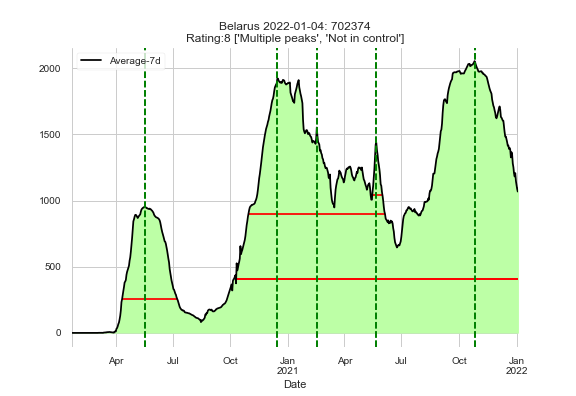 Belarus 2022-01-04: 702374
Rating:8 ['Multiple peaks', 'Not in control']
Average-7d
2000
1500
1000
500
0
Apr Jul Oct Jan Apr Jul Oct Jan
2021 2022
Date